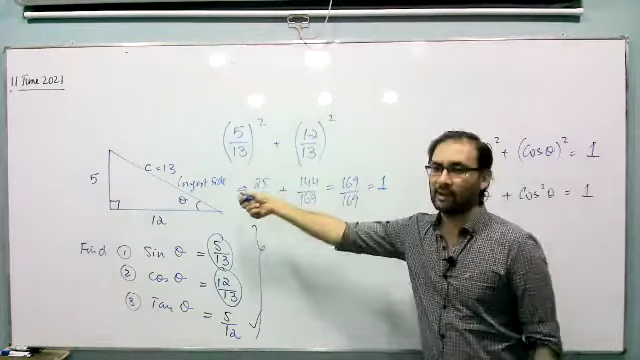 11 June 2021
(5/13)² + (12/13)²
5
C = 13
Longest Side
θ
12
= 25 + 144/169 = 169/169 = 1
)² + (Cos θ)² = 1
θ + Cos² θ = 1
Find ① Sin θ = 5/13
② Cos θ = 12/13
③ Tan θ = 5/12